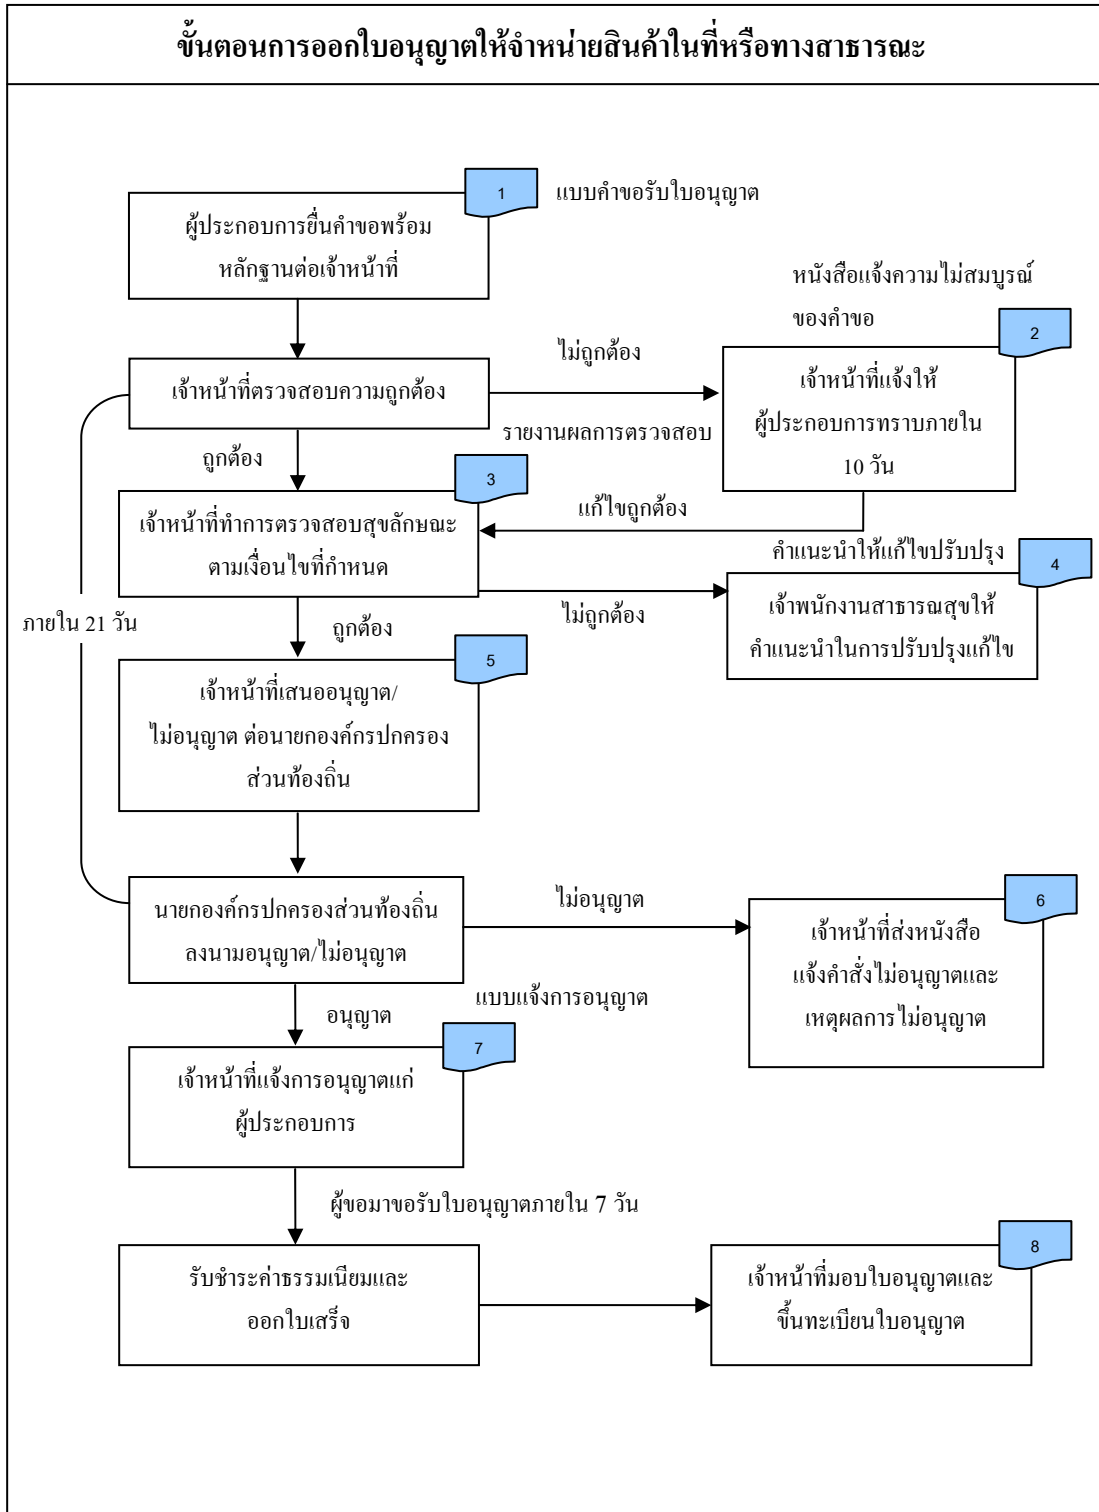 ขั้นตอนการออกใบอนุญาตให้จำหน่ายสินค้าในที่หรือทางสาธารณะ
1
แบบคำขอรับใบอนุญาต
ผู้ประกอบการยื่นคำขอพร้อม
หลักฐานต่อเจ้าหน้าที่
หนังสือแจ้งความไม่สมบูรณ์
ของคำขอ
2
ไม่ถูกต้อง
เจ้าหน้าที่ตรวจสอบความถูกต้อง
เจ้าหน้าที่แจ้งให้
ผู้ประกอบการทราบภายใน
10 วัน
รายงานผลการตรวจสอบ
ถูกต้อง
3
แก้ไขถูกต้อง
เจ้าหน้าที่ทำการตรวจสอบสุขลักษณะ
ตามเงื่อนไขที่กำหนด
คำแนะนำให้แก้ไขปรับปรุง
4
ไม่ถูกต้อง
เจ้าพนักงานสาธารณสุขให้
คำแนะนำในการปรับปรุงแก้ไข
ภายใน 21 วัน
ถูกต้อง
5
เจ้าหน้าที่เสนออนุญาต/
ไม่อนุญาต ต่อนายกองค์กรปกครอง
ส่วนท้องถิ่น
ไม่อนุญาต
6
นายกองค์กรปกครองส่วนท้องถิ่น
ลงนามอนุญาต/ไม่อนุญาต
เจ้าหน้าที่ส่งหนังสือ
แจ้งคำสั่งไม่อนุญาตและ
เหตุผลการไม่อนุญาต
แบบแจ้งการอนุญาต
อนุญาต
7
เจ้าหน้าที่แจ้งการอนุญาตแก่
ผู้ประกอบการ
ผู้ขอมาขอรับใบอนุญาตภายใน 7 วัน
8
รับชำระค่าธรรมเนียมและ
ออกใบเสร็จ
เจ้าหน้าที่มอบใบอนุญาตและ
ขึ้นทะเบียนใบอนุญาต